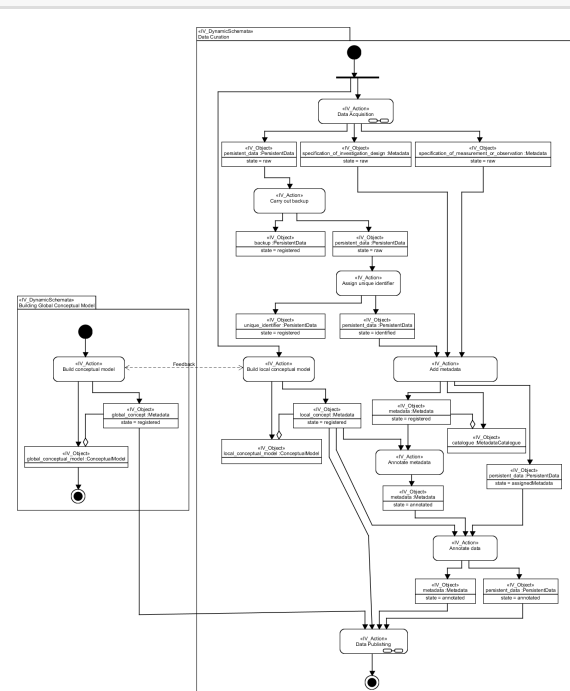 «IV_DynamicSchemata»
Data Curation
«IV_Action»
Data Acquisition
«IV_Object»
persistent_data :PersistentData
state = raw
«IV_Object»
specification_of_investigation_design :Metadata
state = raw
«IV_Object»
specification_of_measurement_or_observation :Metadata
state = raw
«IV_Action»
Carry out backup
«IV_Object»
backup :PersistentData
state = registered
«IV_Object»
persistent_data :PersistentData
state = raw
«IV_Action»
Assign unique identifier
«IV_DynamicSchemata»
Building Global Conceptual Model
«IV_Object»
unique_identifier :PersistentData
state = registered
«IV_Object»
persistent_data :PersistentData
state = identified
«IV_Action»
Build conceptual model
Feedback
«IV_Action»
Build local conceptual model
«IV_Action»
Add metadata
«IV_Object»
global_concept :Metadata
state = registered
«IV_Object»
local_concept :Metadata
state = registered
«IV_Object»
metadata :Metadata
state = registered
«IV_Object»
catalogue :MetadataCatalogue
«IV_Object»
global_conceptual_model :ConceptualModel
«IV_Object»
local_conceptual_model :ConceptualModel
«IV_Action»
Annotate metadata
«IV_Object»
persistent_data :PersistentData
state = assignedMetadata
«IV_Object»
metadata :Metadata
state = annotated
«IV_Action»
Annotate data
«IV_Object»
metadata :Metadata
state = annotated
«IV_Object»
persistent_data :PersistentData
state = annotated
«IV_Action»
Data Publishing